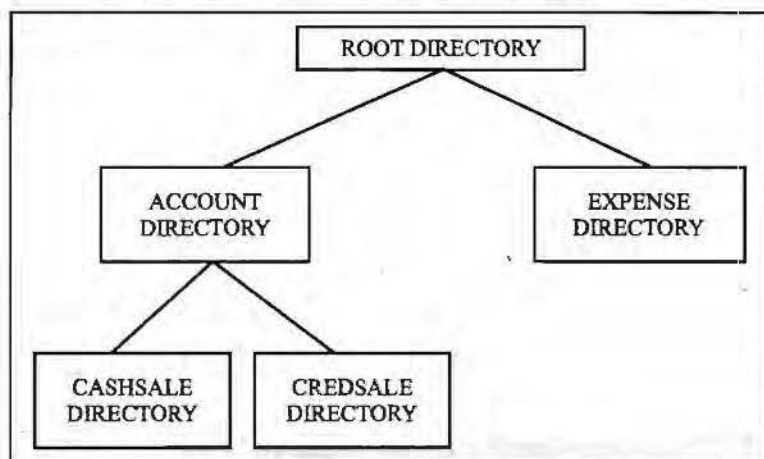 ROOT DIRECTORY
ACCOUNT
DIRECTORY
EXPENSE
DIRECTORY
CASHSALE
DIRECTORY
CREDSALE
DIRECTORY